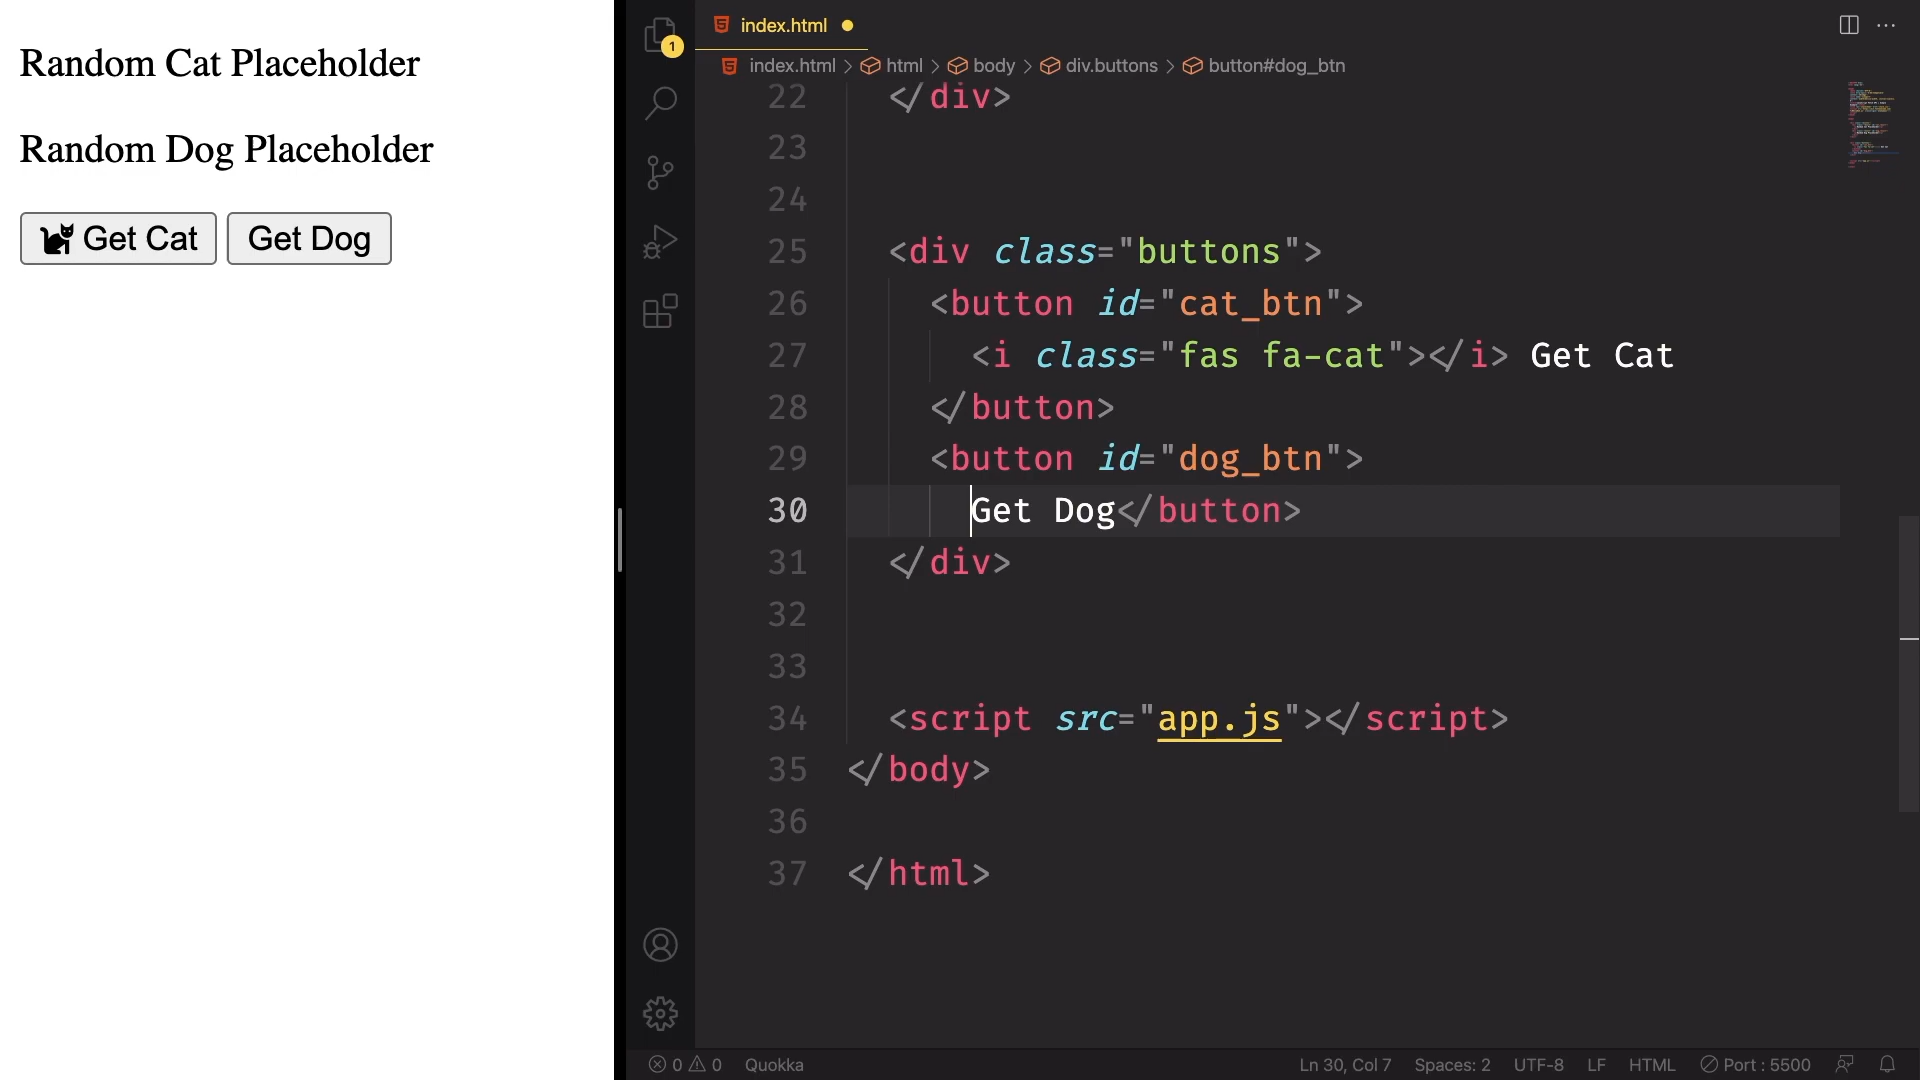 Random Cat Placeholder
Random Dog Placeholder
Get Cat
Get Dog
1
index.html
index.html > html > body > div.buttons > button#dog_btn
22 </div>
23
24
25 <div class="buttons">
26 <button id="cat_btn">
27 <i class="fas fa-cat"></i> Get Cat
28 </button>
29 <button id="dog_btn">
30 Get Dog</button>
31 </div>
32
33
34 <script src="app.js"></script>
35 </body>
36
37 </html>
0 0 Quokka Ln 30, Col 7 Spaces: 2 UTF-8 LF HTML Port : 5500